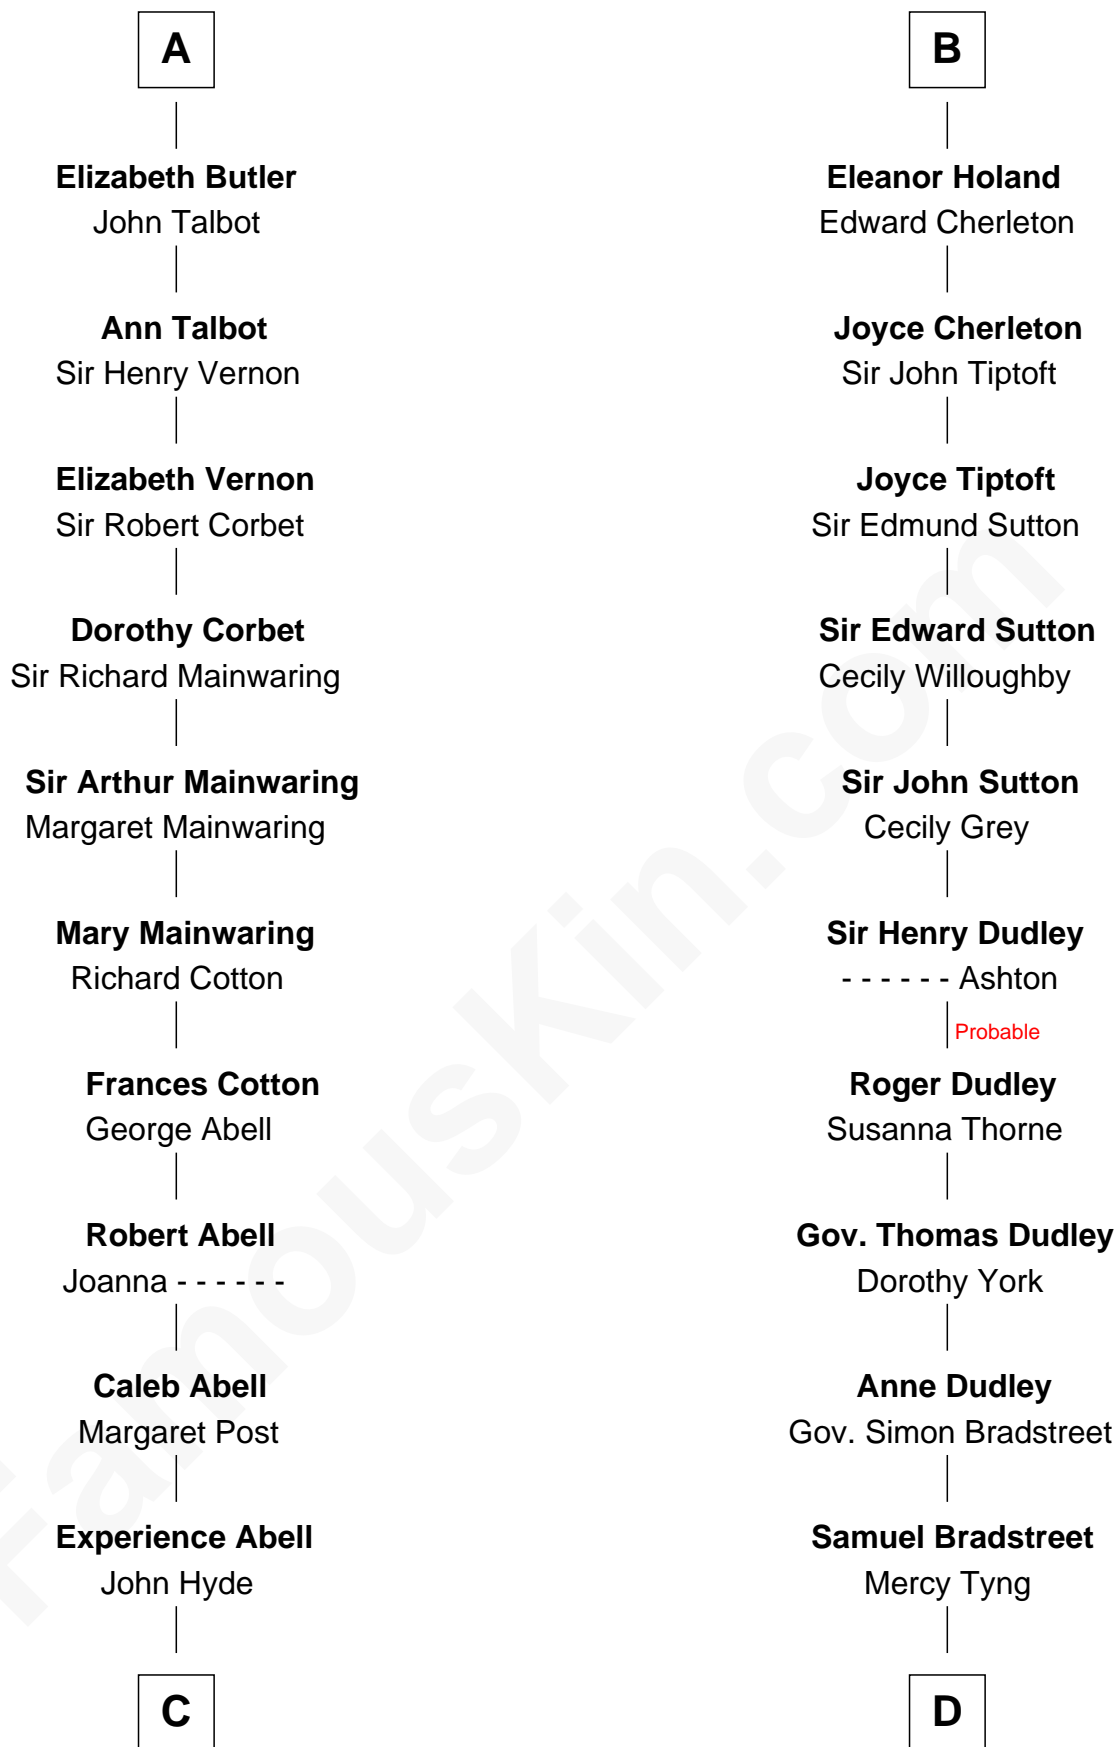 A
Elizabeth Butler
John Talbot
Ann Talbot
Sir Henry Vernon
Elizabeth Vernon
Sir Robert Corbet
Dorothy Corbet
Sir Richard Mainwaring
Sir Arthur Mainwaring
Margaret Mainwaring
Mary Mainwaring
Richard Cotton
Frances Cotton
George Abell
Robert Abell
Joanna - - - - - -
Caleb Abell
Margaret Post
Experience Abell
John Hyde
C
B
Eleanor Holand
Edward Cherleton
Joyce Cherleton
Sir John Tiptoft
Joyce Tiptoft
Sir Edmund Sutton
Sir Edward Sutton
Cecily Willoughby
Sir John Sutton
Cecily Grey
Sir Henry Dudley
- - - - - - Ashton
Probable
Roger Dudley
Susanna Thorne
Gov. Thomas Dudley
Dorothy York
Anne Dudley
Gov. Simon Bradstreet
Samuel Bradstreet
Mercy Tyng
D
FamousKin.com